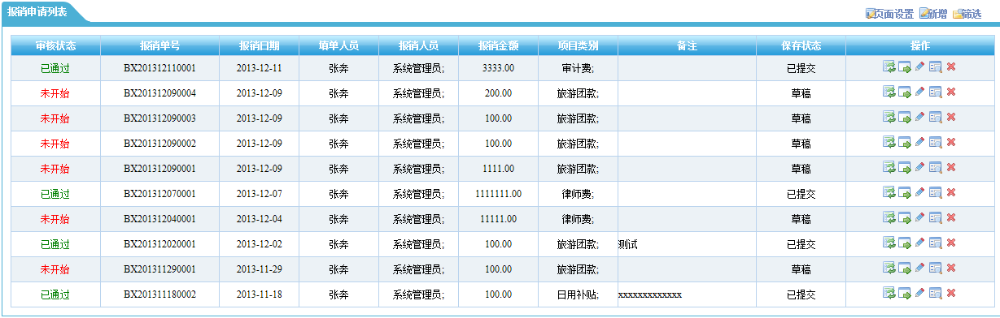 报销申请列表 页面设置 新增 筛选
审核状态 报销单号 报销日期 填单人员 报销人员 报销金额 项目类别 备注 保存状态 操作
已通过 BX201312110001 2013-12-11 张奔 系统管理员; 3333.00 审计费; 已提交
未开始 BX201312090004 2013-12-09 张奔 系统管理员; 200.00 旅游团款; 草稿
未开始 BX201312090003 2013-12-09 张奔 系统管理员; 100.00 旅游团款; 草稿
未开始 BX201312090002 2013-12-09 张奔 系统管理员; 100.00 旅游团款; 草稿
未开始 BX201312090001 2013-12-09 张奔 系统管理员; 1111.00 旅游团款; 草稿
已通过 BX201312070001 2013-12-07 张奔 系统管理员; 1111111.00 律师费; 已提交
未开始 BX201312040001 2013-12-04 张奔 系统管理员; 11111.00 律师费; 草稿
已通过 BX201312020001 2013-12-02 张奔 系统管理员; 100.00 旅游团款; 测试 已提交
未开始 BX201311290001 2013-11-29 张奔 系统管理员; 100.00 旅游团款; 草稿
已通过 BX201311180002 2013-11-18 张奔 系统管理员; 100.00 日用补贴; xxxxxxxxxxxxx 已提交